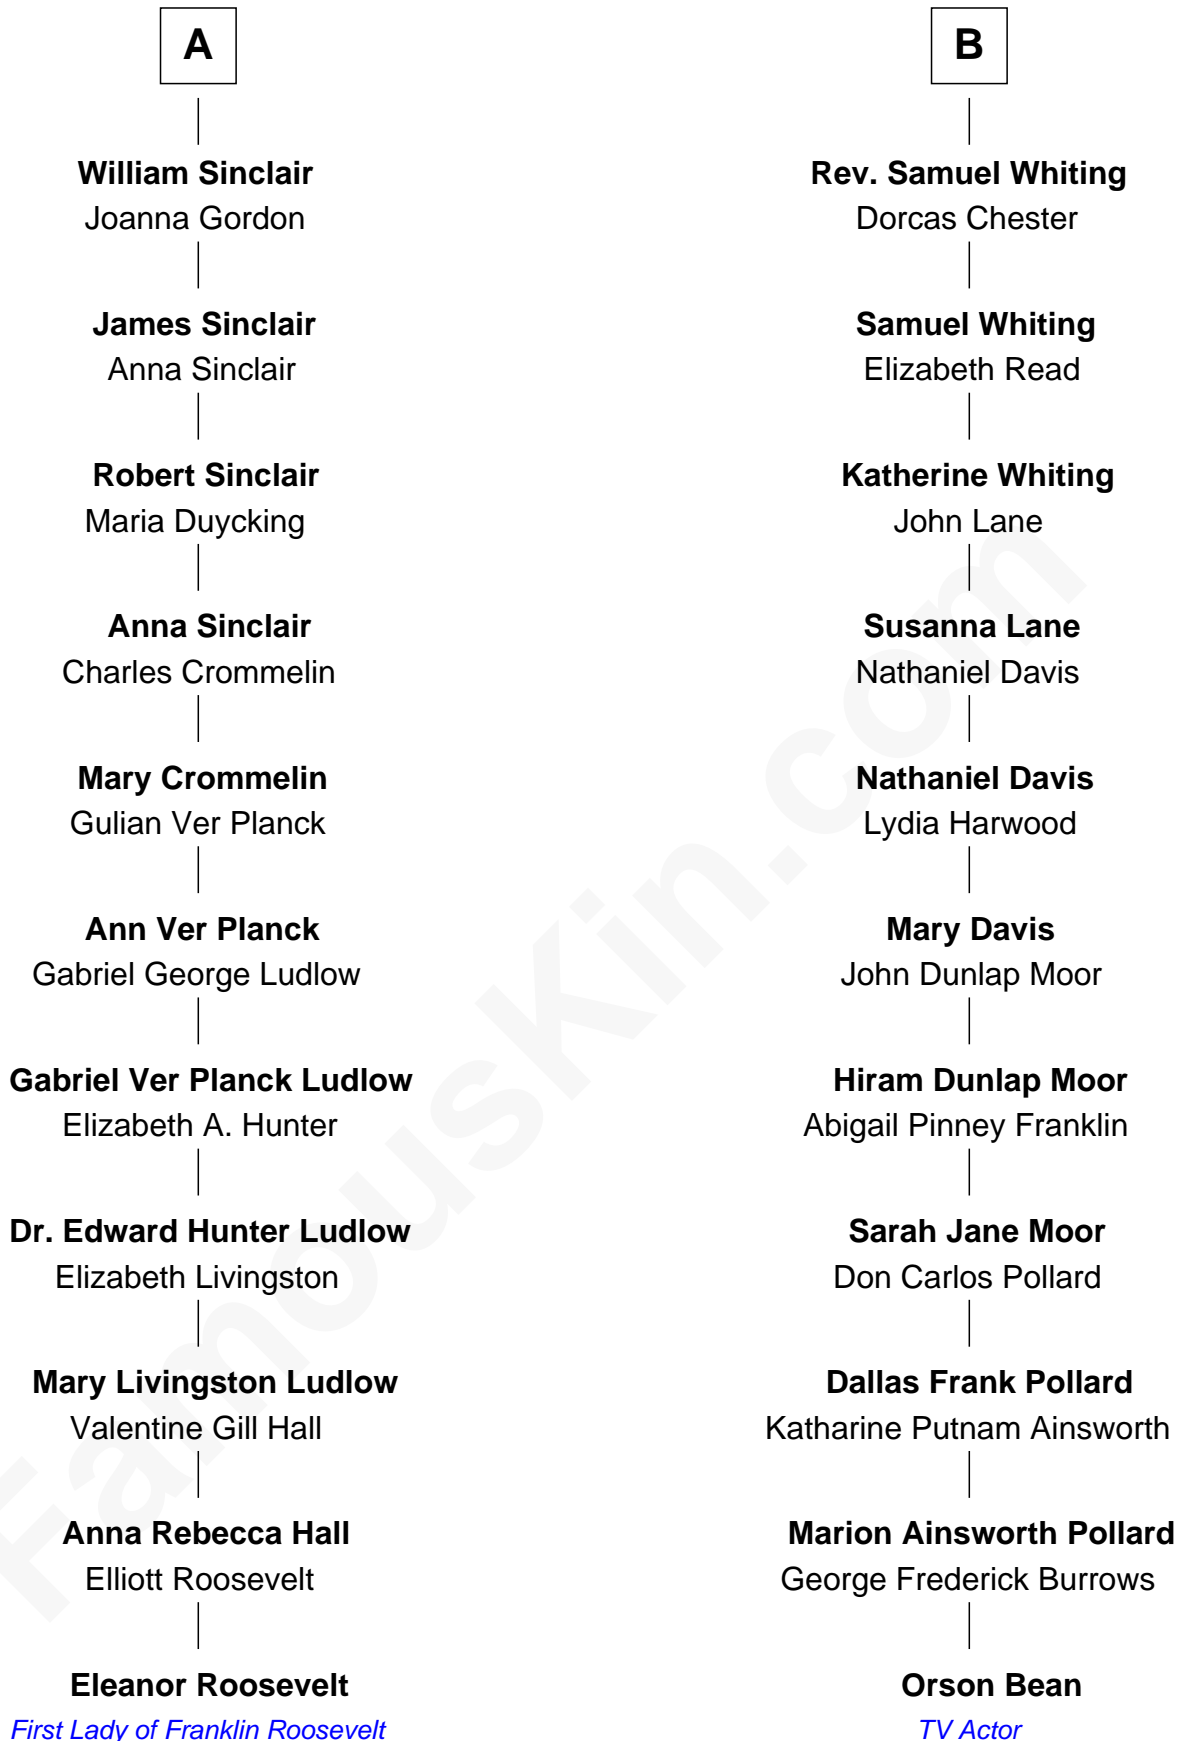 A
William Sinclair
Joanna Gordon
James Sinclair
Anna Sinclair
Robert Sinclair
Maria Duycking
Anna Sinclair
Charles Crommelin
Mary Crommelin
Gulian Ver Planck
Ann Ver Planck
Gabriel George Ludlow
Gabriel Ver Planck Ludlow
Elizabeth A. Hunter
Dr. Edward Hunter Ludlow
Elizabeth Livingston
Mary Livingston Ludlow
Valentine Gill Hall
Anna Rebecca Hall
Elliott Roosevelt
Eleanor Roosevelt
First Lady of Franklin Roosevelt
B
Rev. Samuel Whiting
Dorcas Chester
Samuel Whiting
Elizabeth Read
Katherine Whiting
John Lane
Susanna Lane
Nathaniel Davis
Nathaniel Davis
Lydia Harwood
Mary Davis
John Dunlap Moor
Hiram Dunlap Moor
Abigail Pinney Franklin
Sarah Jane Moor
Don Carlos Pollard
Dallas Frank Pollard
Katharine Putnam Ainsworth
Marion Ainsworth Pollard
George Frederick Burrows
Orson Bean
TV Actor
FamousKin.com